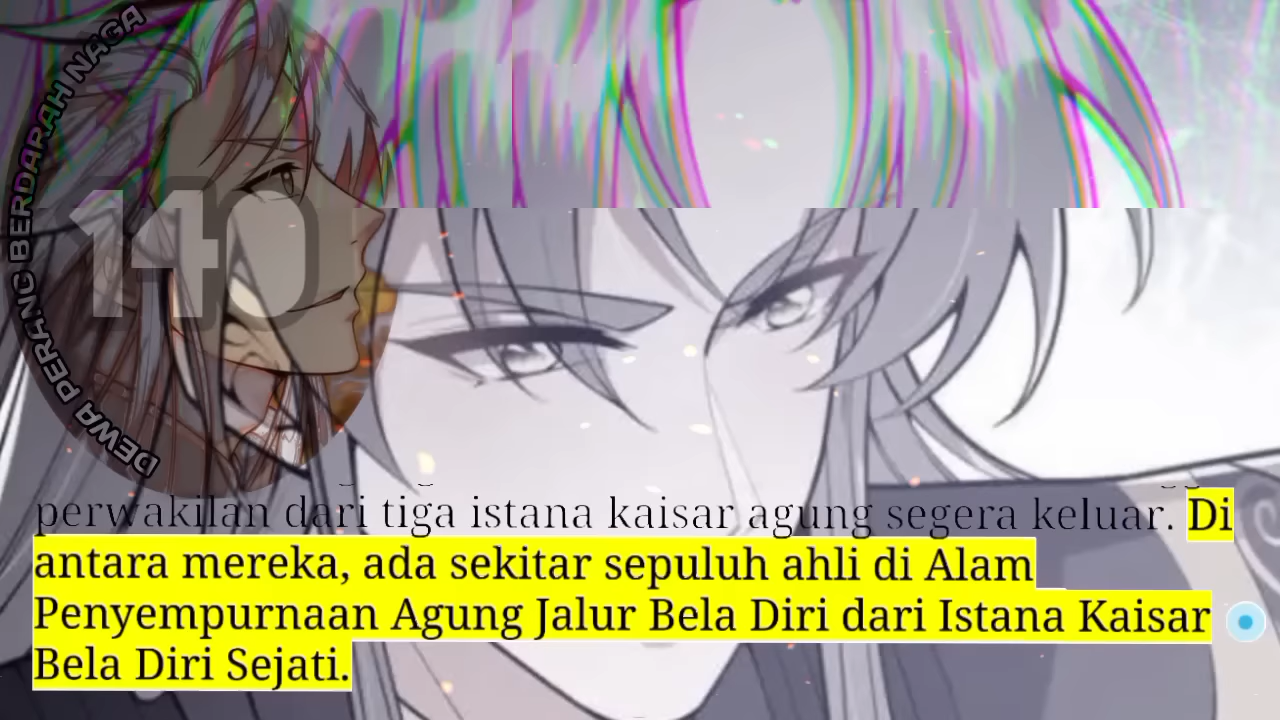 DEWA PERANG BERDARAH NAGA
140
perwakilan dari tiga istana kaisar agung segera keluar. Di
antara mereka, ada sekitar sepuluh ahli di Alam
Penyempurnaan Agung Jalur Bela Diri dari Istana Kaisar
Bela Diri Sejati.